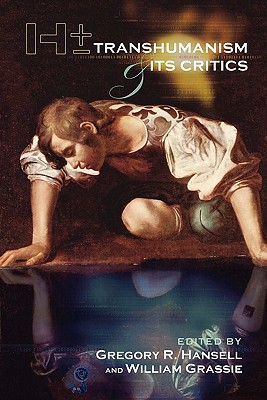 H± TRANSHUMANISM
& ITS CRITICS
EDITED BY
GREGORY R. HANSELL
AND WILLIAM GRASSIE